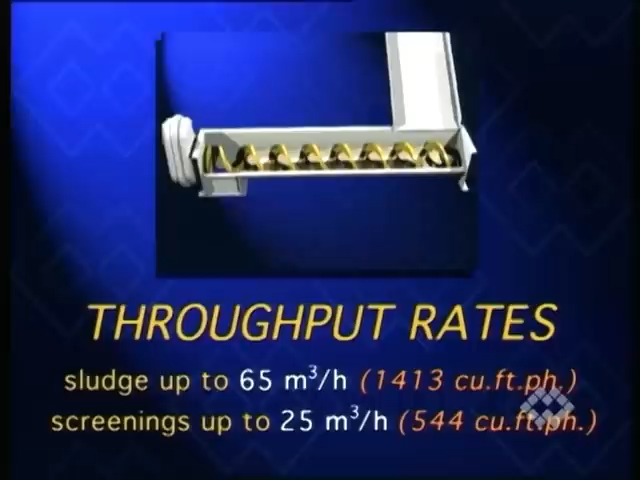 THROUGHPUT RATES
sludge up to 65 m³/h (1413 cu.ft.ph.)
screenings up to 25 m³/h (544 cu.ft.ph.)